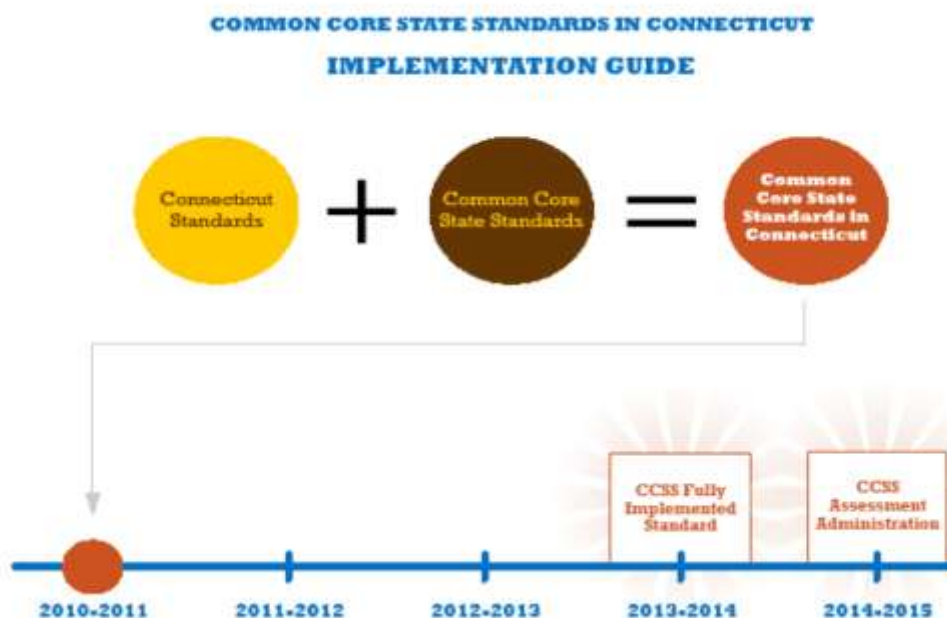 COMMON CORE STATE STANDARDS IN CONNECTICUT
IMPLEMENTATION GUIDE
Connecticut
Standards
+
Common Core
State Standards
=
Common
Core State
Standards in
Connecticut
CCSS Fully
Implemented
Standard
CCSS
Assessment
Administration
2010-2011
2011-2012
2012-2013
2013-2014
2014-2015